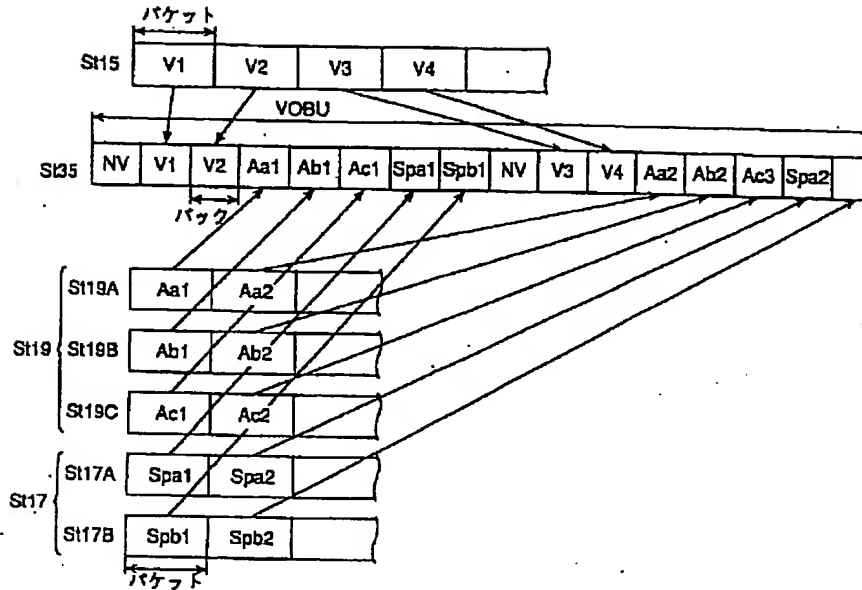 パケット
St15 V1 V2 V3 V4
VOBU
St35 NV V1 V2 Aa1 Ab1 Ac1 Spa1 Spb1 NV V3 V4 Aa2 Ab2 Ac3 Spa2
パック
St19A Aa1 Aa2
St19 St19B Ab1 Ab2
St19C Ac1 Ac2
St17A Spa1 Spa2
St17
St17B Spb1 Spb2
パケット